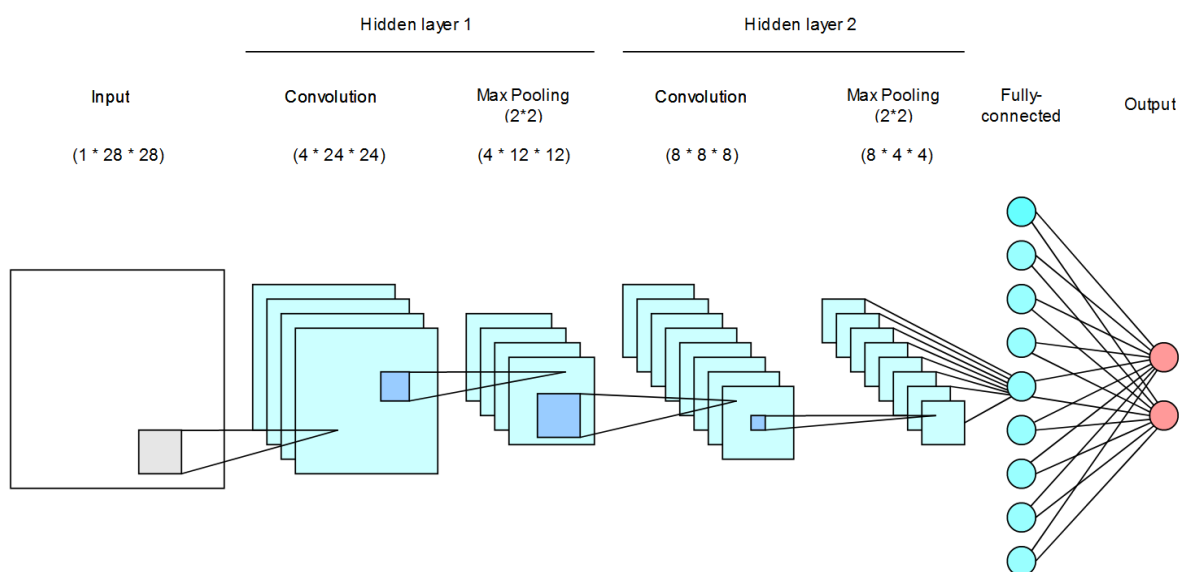 Hidden layer 1
Hidden layer 2
Input
Convolution
Max Pooling
(2*2)
Convolution
Max Pooling
(2*2)
Fully-
connected
Output
(1 * 28 * 28)
(4 * 24 * 24)
(4 * 12 * 12)
(8 * 8 * 8)
(8 * 4 * 4)